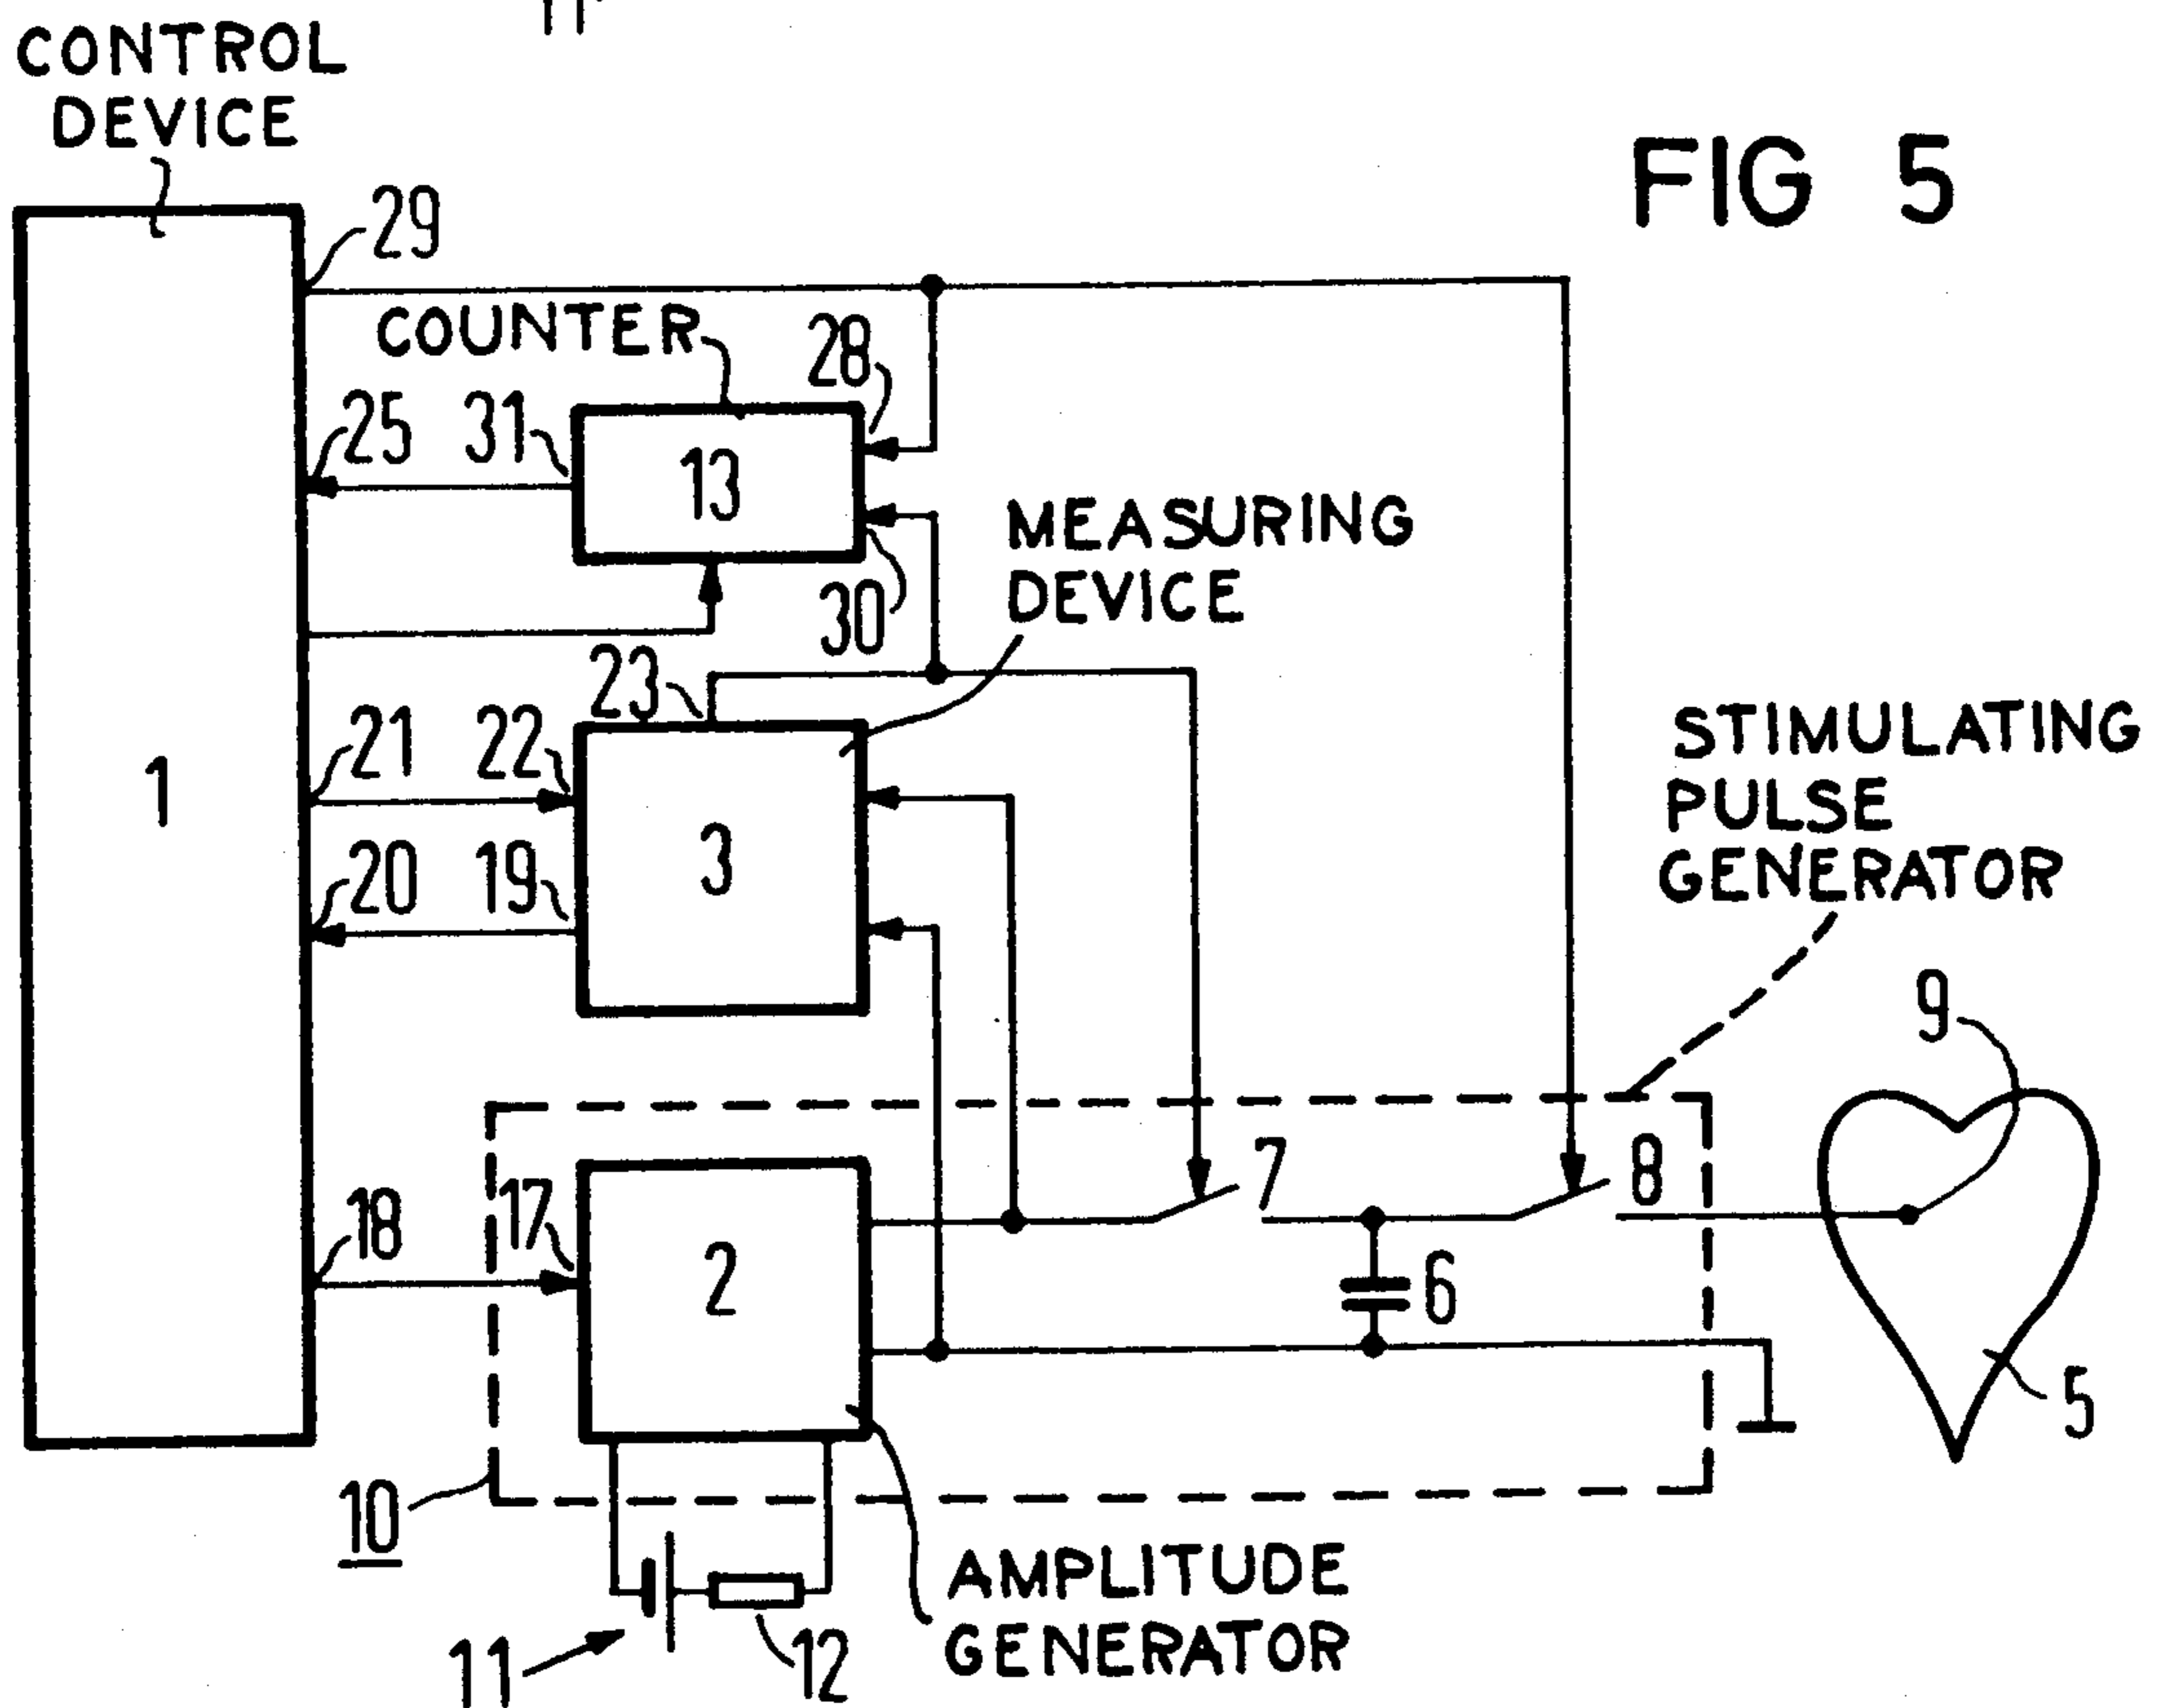 11
CONTROL
DEVICE
FIG 5
29
COUNTER
28
25
31
13
MEASURING
DEVICE
30
23
21
22
1
3
20
19
STIMULATING
PULSE
GENERATOR
9
7
8
18
17
2
6
5
10
AMPLITUDE
GENERATOR
11
12